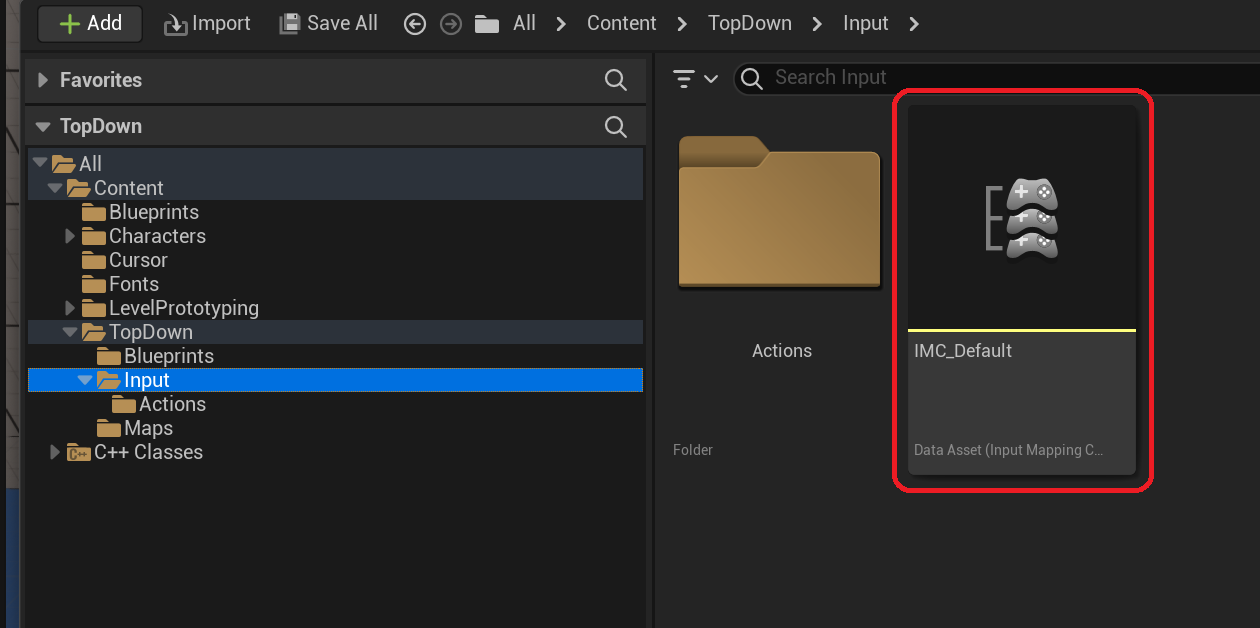 Add Import Save All All Content TopDown Input
Favorites
Search Input
TopDown
All
Content
Blueprints
Characters
Cursor
Fonts
LevelPrototyping
TopDown
Blueprints
Input
Actions
Maps
C++ Classes
Actions
Folder
IMC_Default
Data Asset (Input Mapping C...